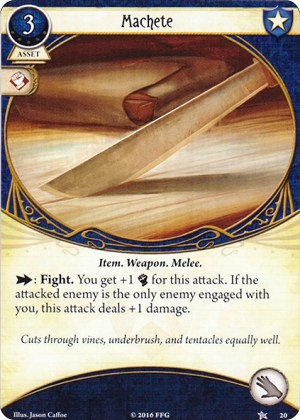 Machete
3
ASSET
Item. Weapon. Melee.
: Fight. You get +1 for this attack. If the
attacked enemy is the only enemy engaged with
you, this attack deals +1 damage.
Cuts through vines, underbrush, and tentacles equally well.
Illus. Jason Caffoe
© 2016 FFG
20